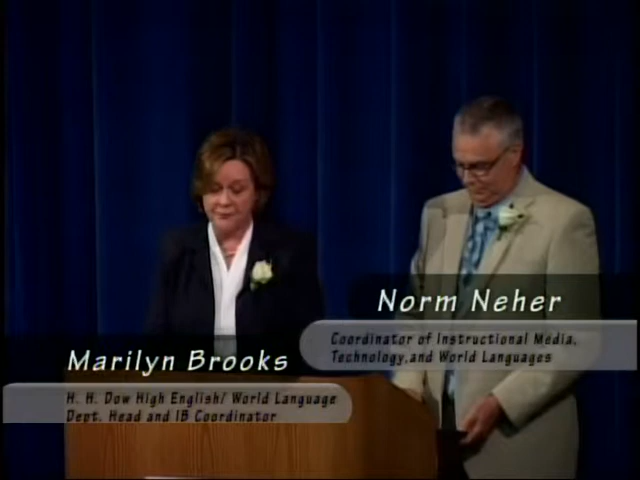 Norm Neher
Coordinator of Instructional Media,
Technology,and World Languages
Marilyn Brooks
H. H. Dow High English/ World Language
Dept. Head and IB Coordinator